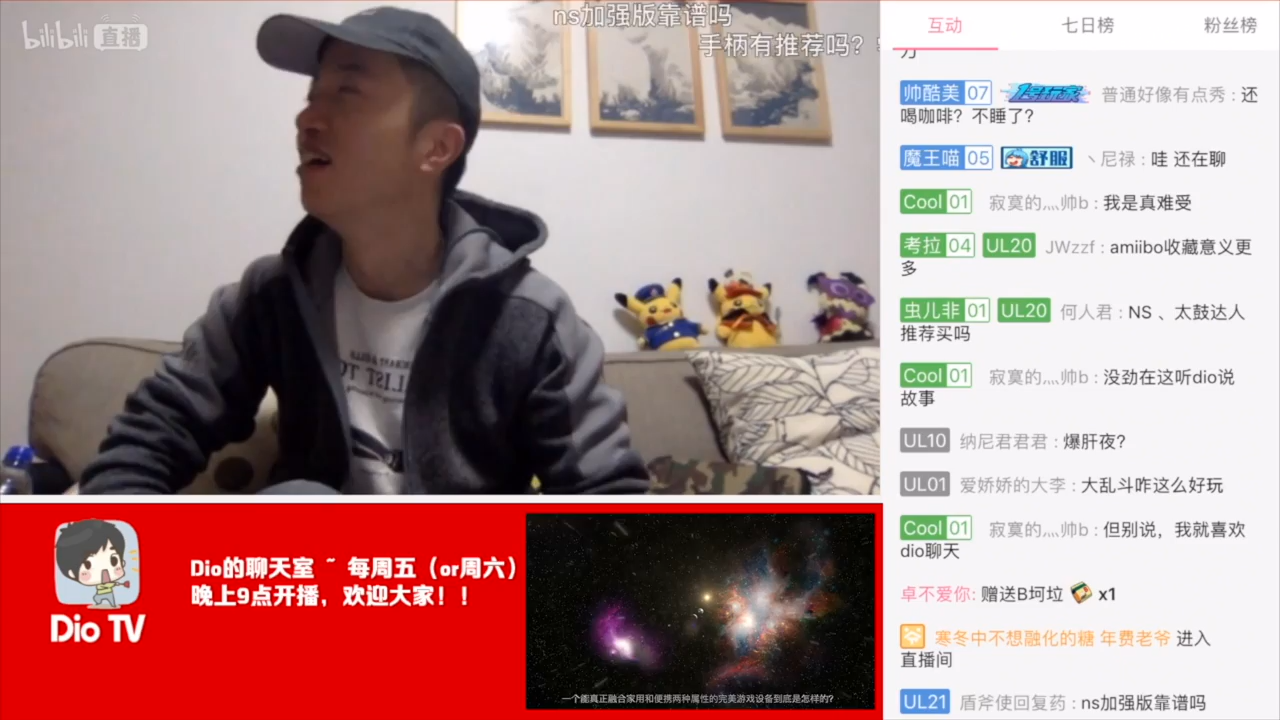 bilibili 直播
ns加强版靠谱吗
手柄有推荐吗?
互动
七日榜
粉丝榜
帅酷美 07 1号玩家 普通好像有点秀 : 还
喝咖啡? 不睡了?
魔王喵 05 舒服 丶尼禄 : 哇 还在聊
Cool 01 寂寞的灬帅b : 我是真难受
考拉 04 UL20 JWzzf : amiibo收藏意义更
多
虫儿非 01 UL20 何人君 : NS 、太鼓达人
推荐买吗
Cool 01 寂寞的灬帅b : 没劲在这听dio说
故事
UL10 纳尼君君君 : 爆肝夜?
UL01 爱娇娇的大李 : 大乱斗咋这么好玩
Cool 01 寂寞的灬帅b : 但别说，我就喜欢
dio聊天
卓不爱你: 赠送B坷垃 x1
寒冬中不想融化的糖 年费老爷 进入
直播间
UL21 盾斧使回复药 : ns加强版靠谱吗
Dio TV
Dio的聊天室 ~ 每周五（or周六）
晚上9点开播，欢迎大家！！
一个能真正融合家用和便携两种属性的完美游戏设备到底是怎样的?